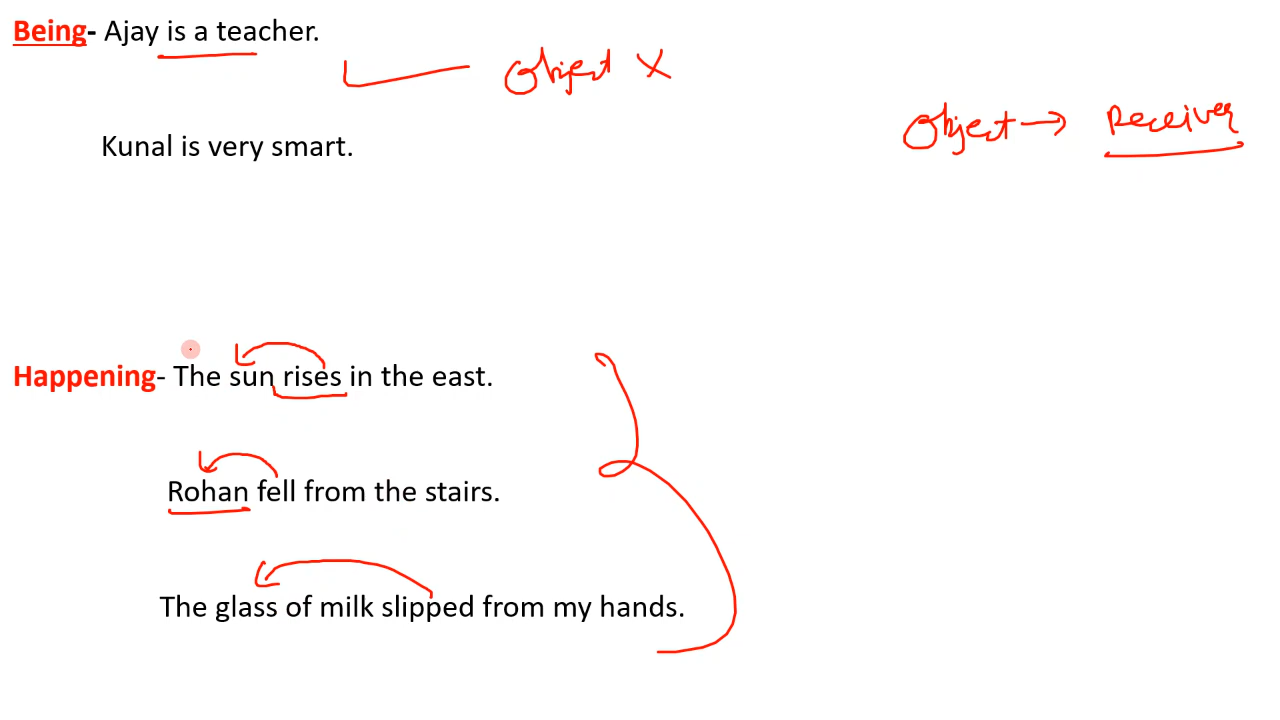 Being- Ajay is a teacher.
Object X
Object → Receiver
Kunal is very smart.
Happening- The sun rises in the east.
Rohan fell from the stairs.
The glass of milk slipped from my hands.